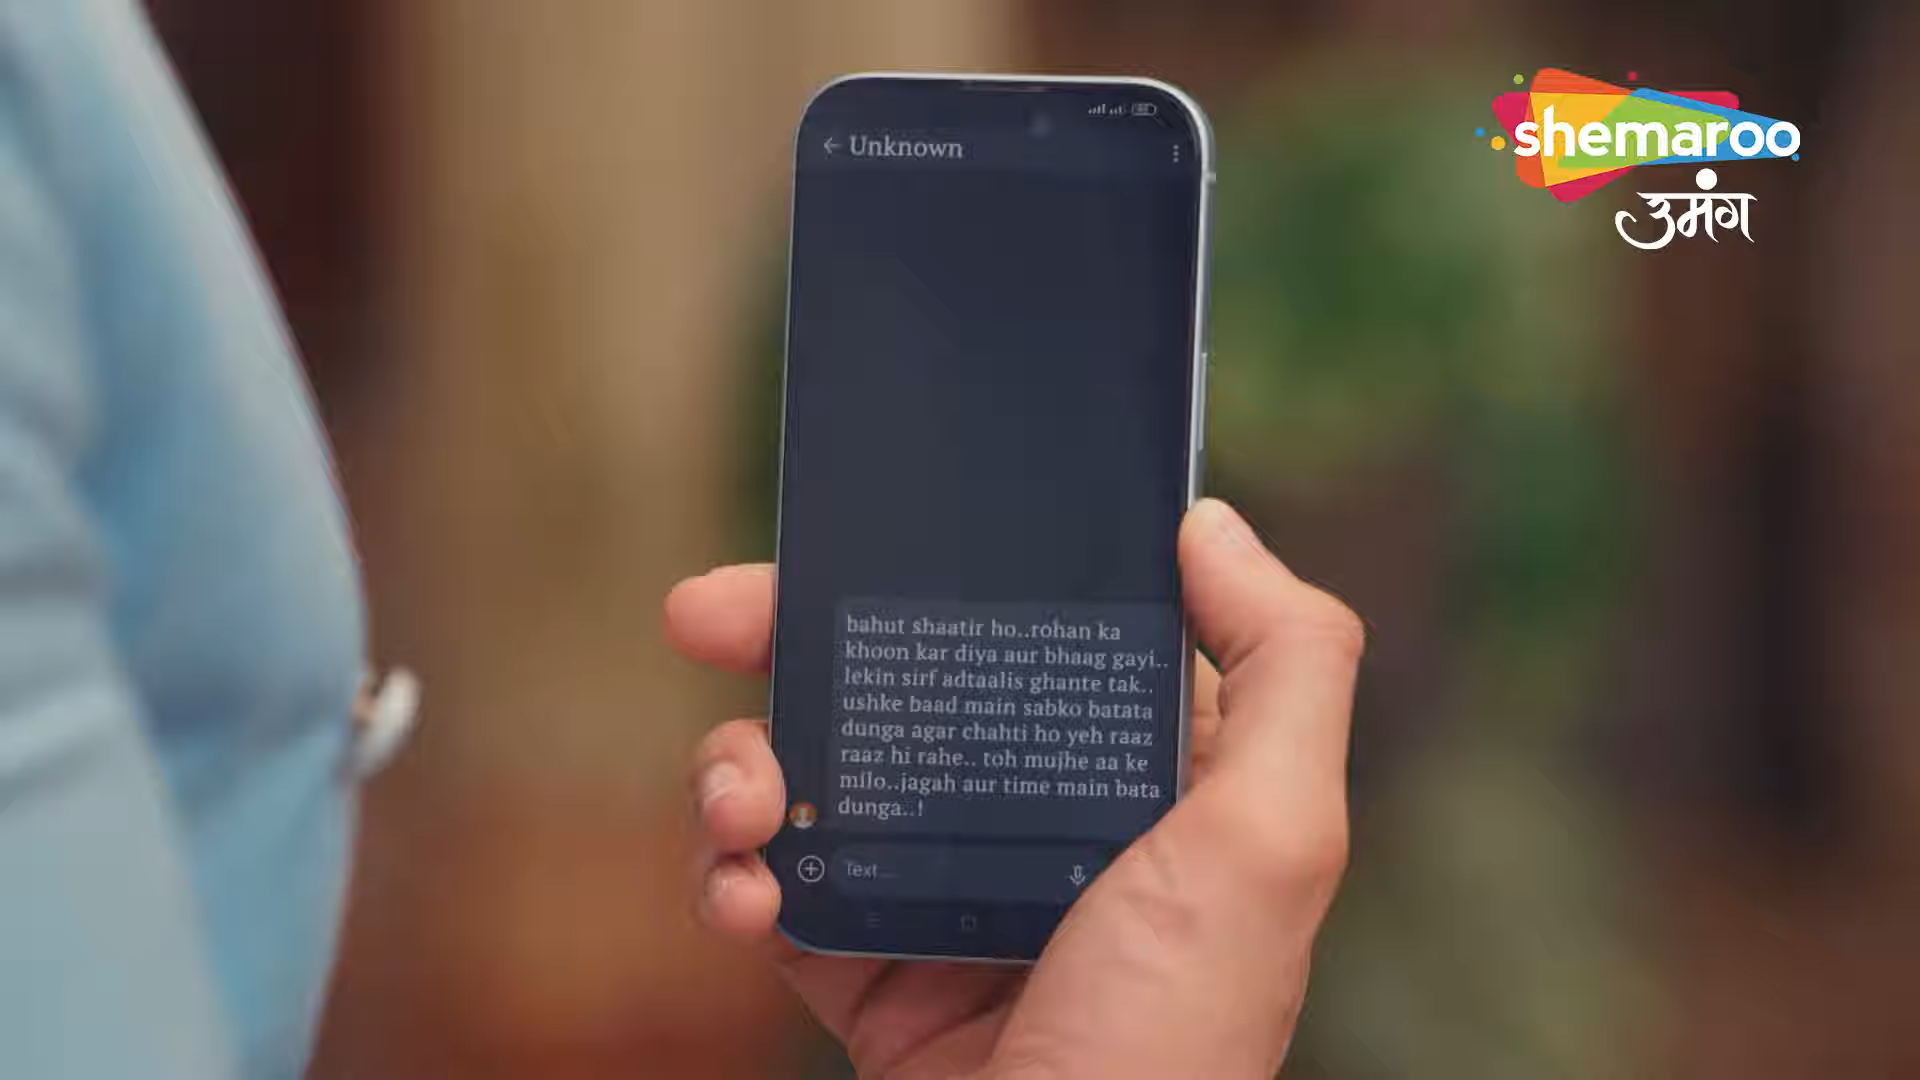 shemaroo
उमंग
Unknown
bahut shaatir ho..rohan ka
khoon kar diya aur bhaag gayi..
lekin sirf adtaalis ghante tak..
ushke baad main sabko batata
dunga agar chahti ho yeh raaz
raaz hi rahe.. toh mujhe aa ke
milo..jagah aur time main bata
dunga..!
Text...